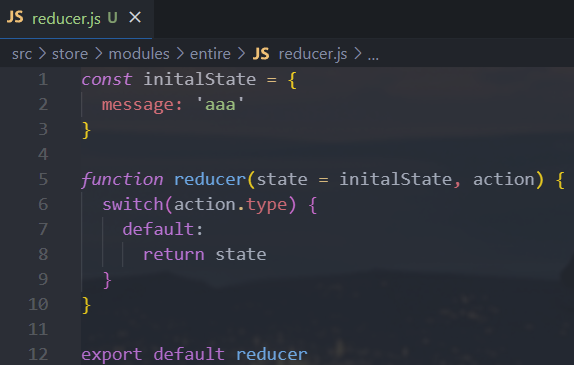 JS reducer.js U ×
src > store > modules > entire > JS reducer.js > ...
1 const initalState = {
2   message: 'aaa'
3 }
4
5 function reducer(state = initalState, action) {
6   switch(action.type) {
7     default:
8       return state
9   }
10 }
11
12 export default reducer